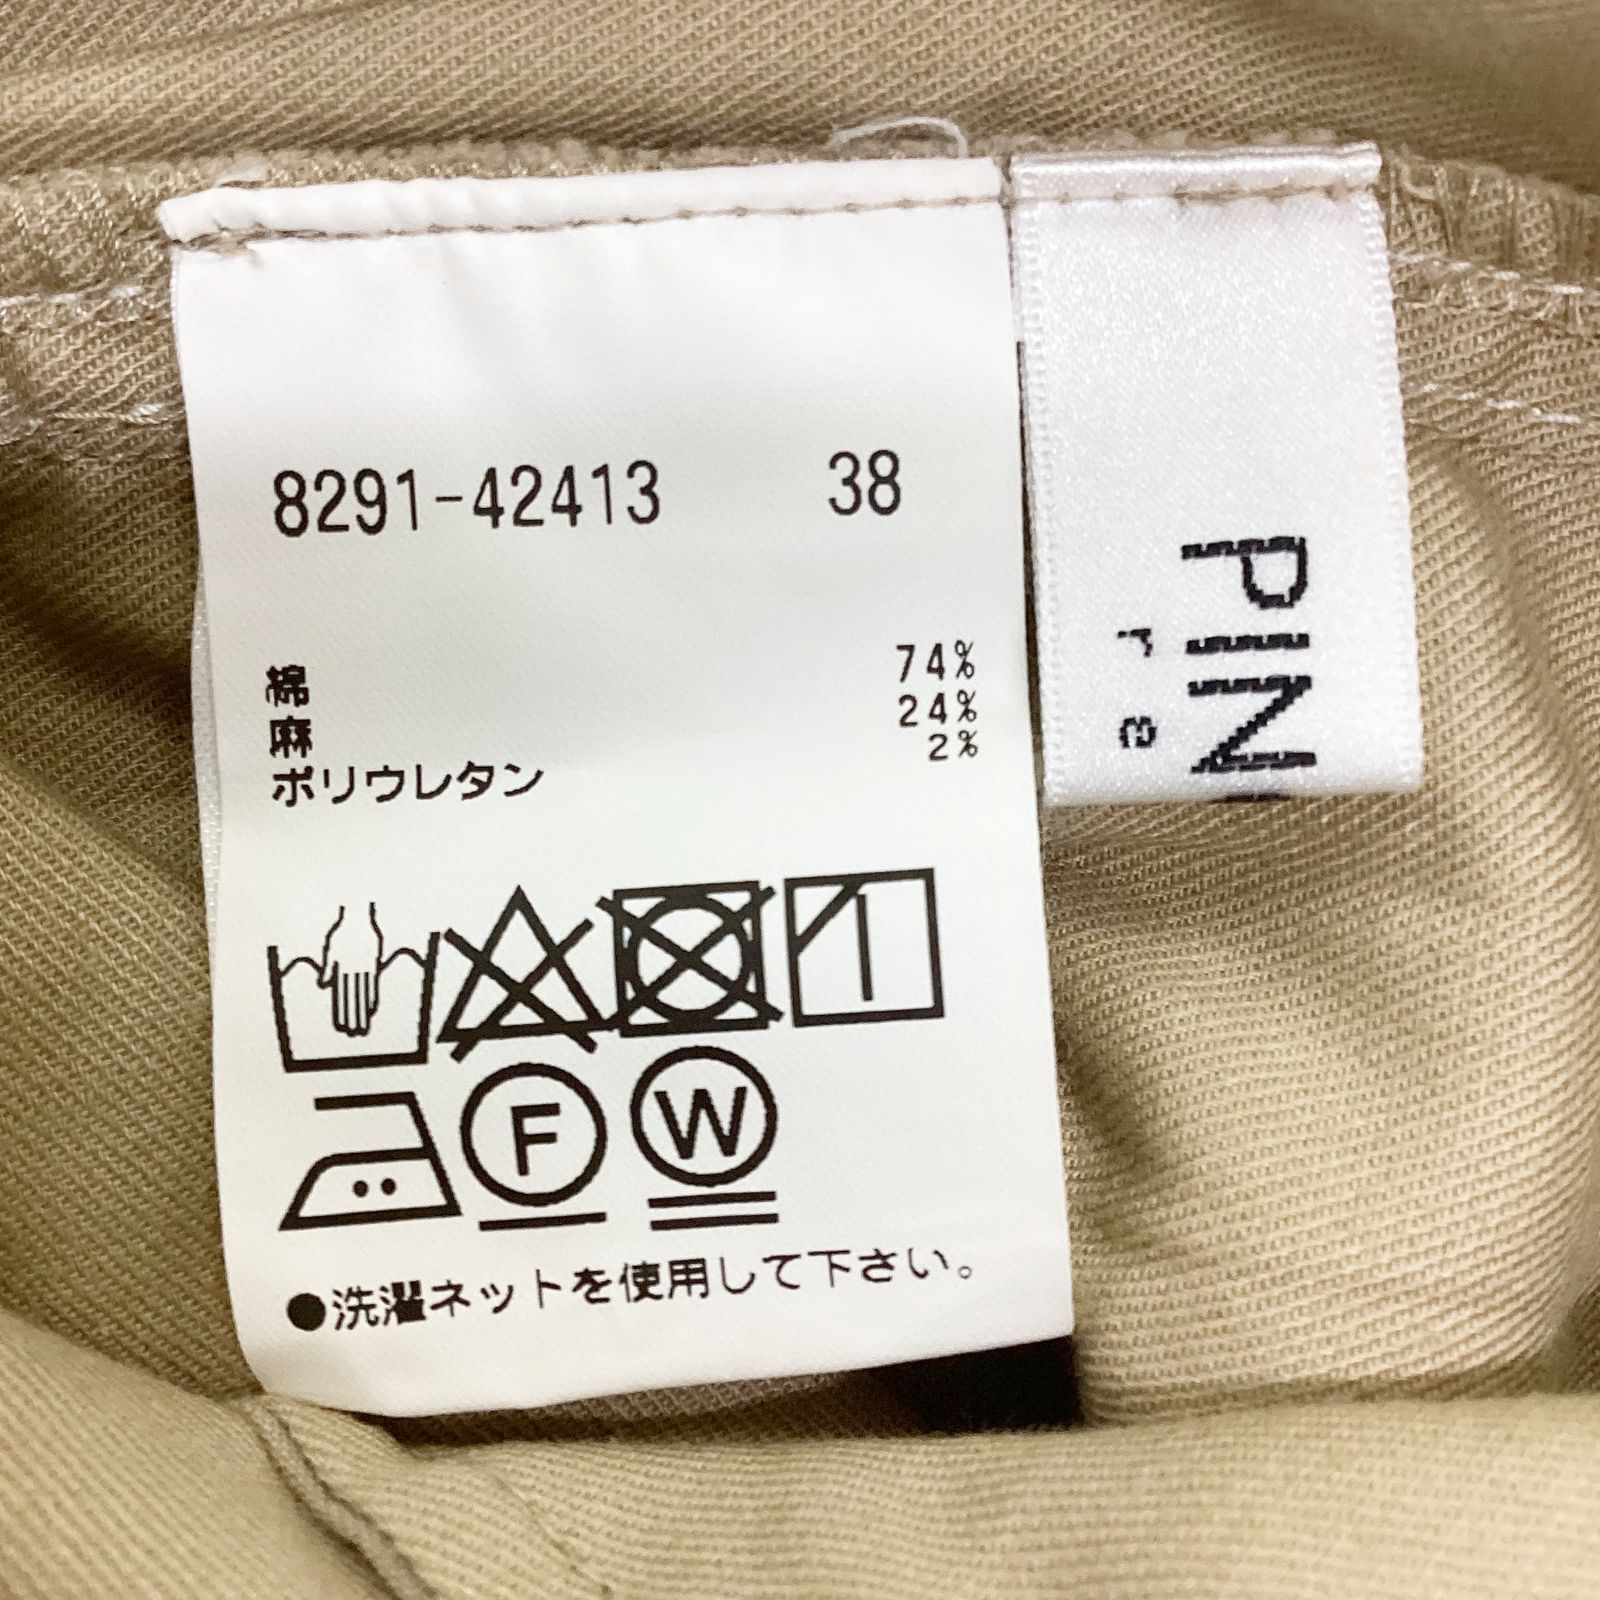 8291-42413 38
綿 74%
麻 24%
ポリウレタン 2%
F W
●洗濯ネットを使用して下さい。
PIN
r e